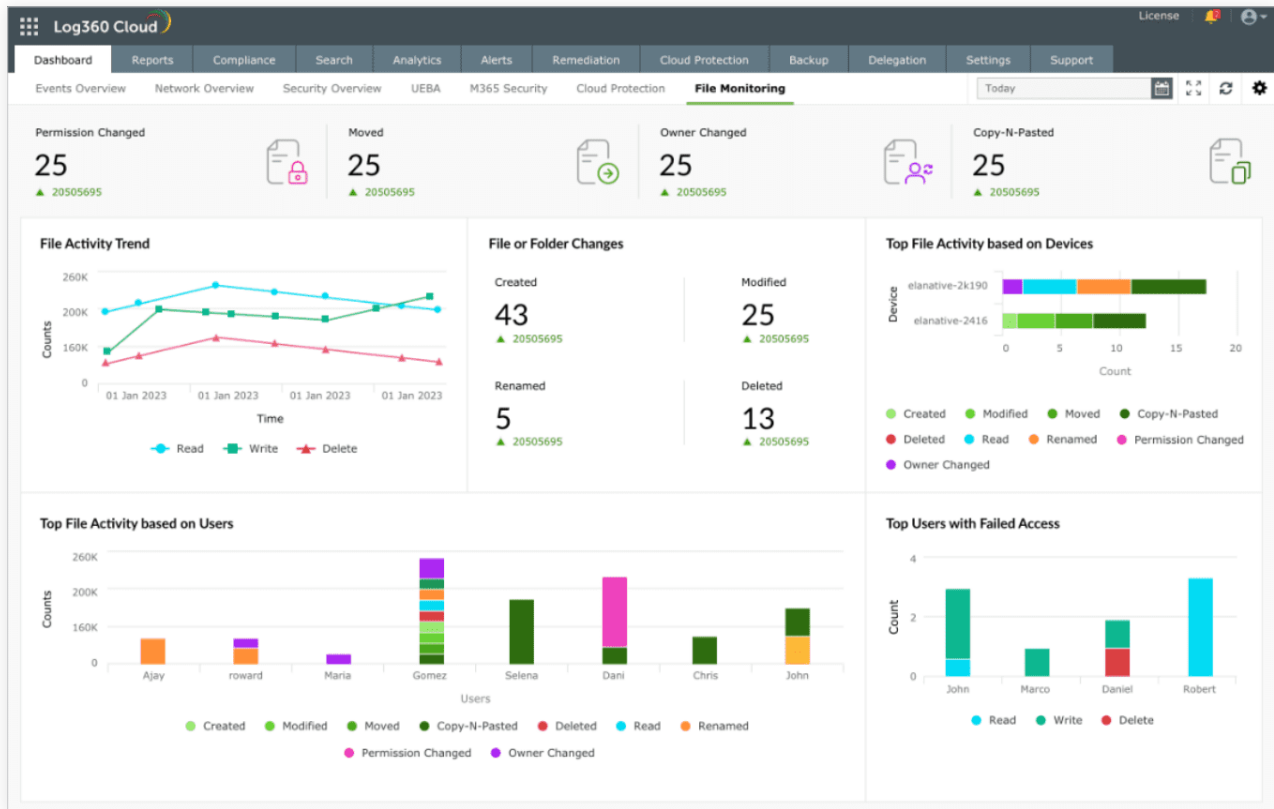 License
Log360 Cloud
Dashboard Reports Compliance Search Analytics Alerts Remediation Cloud Protection Backup Delegation Settings Support
Events Overview Network Overview Security Overview UEBA M365 Security Cloud Protection File Monitoring Today
Permission Changed Moved Owner Changed Copy-N-Pasted
25 25 25 25
20505695 20505695 20505695 20505695
File Activity Trend
260K
200K
160K
0
Counts
01 Jan 2023 01 Jan 2023 01 Jan 2023 01 Jan 2023
Time
Read Write Delete
File or Folder Changes
Created Modified
43 25
20505695 20505695
Renamed Deleted
5 13
20505695 20505695
Top File Activity based on Devices
Device
elanative-2k190
elanative-2416
0 5 10 15 20
Count
Created Modified Moved Copy-N-Pasted
Deleted Read Renamed Permission Changed
Owner Changed
Top File Activity based on Users
260K
200K
160K
0
Counts
Ajay roward Maria Gomez Selena Dani Chris John
Users
Created Modified Moved Copy-N-Pasted Deleted Read Renamed
Permission Changed Owner Changed
Top Users with Failed Access
4
2
0
Count
John Marco Daniel Robert
Read Write Delete